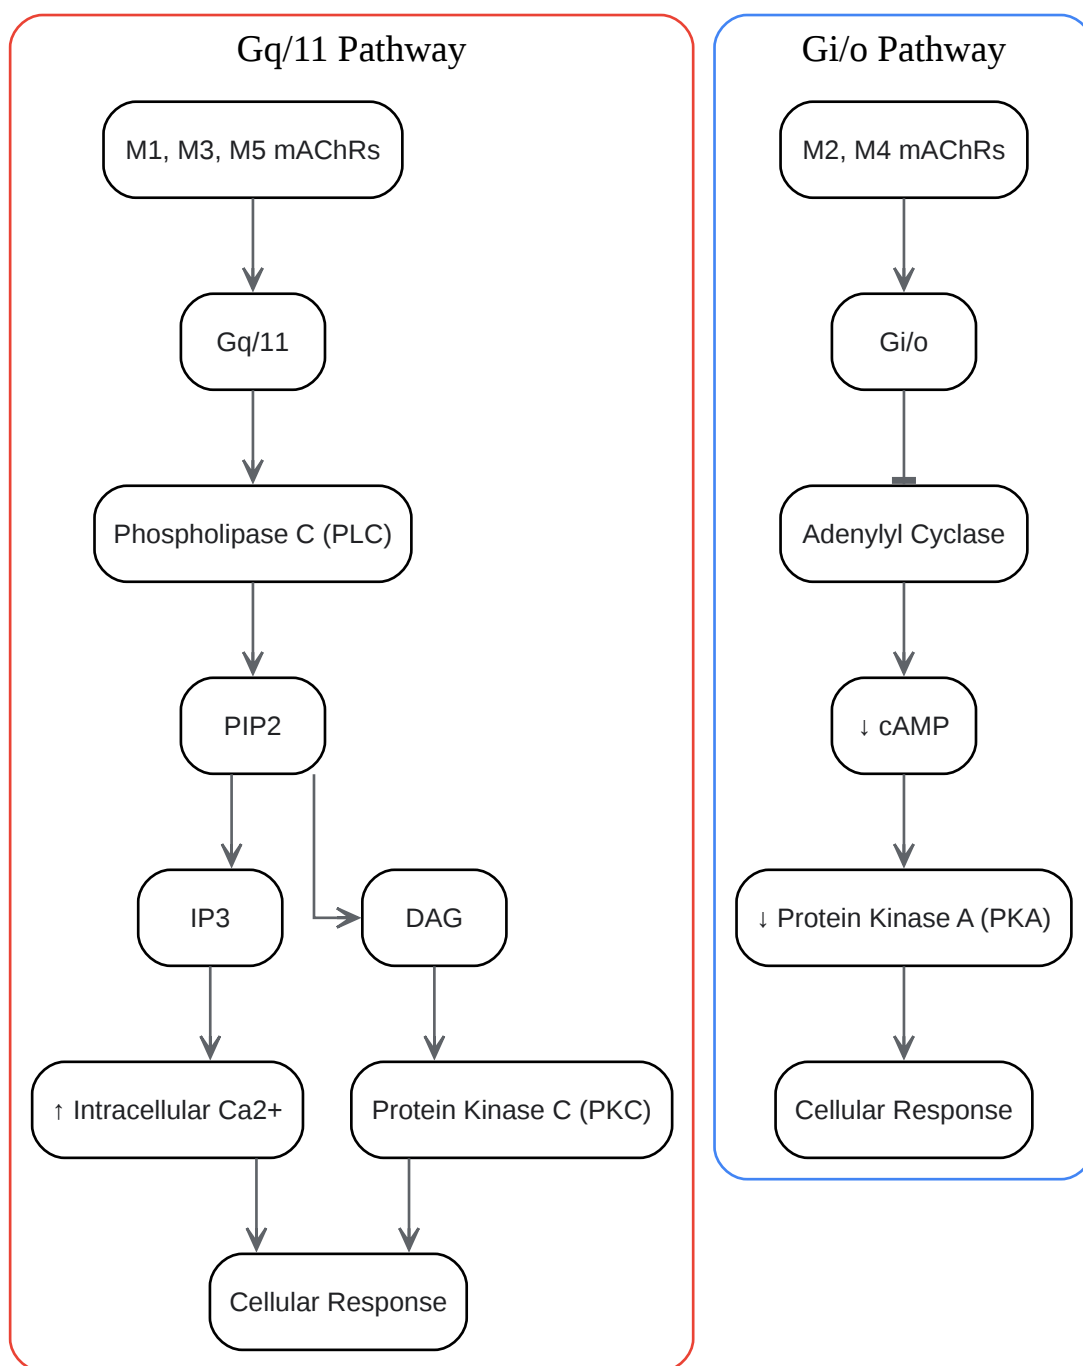 Gq/11 Pathway
M1, M3, M5 mAChRs
Gq/11
Phospholipase C (PLC)
PIP2
IP3
DAG
↑ Intracellular Ca2+
Protein Kinase C (PKC)
Cellular Response
Gi/o Pathway
M2, M4 mAChRs
Gi/o
Adenylyl Cyclase
↓ cAMP
↓ Protein Kinase A (PKA)
Cellular Response